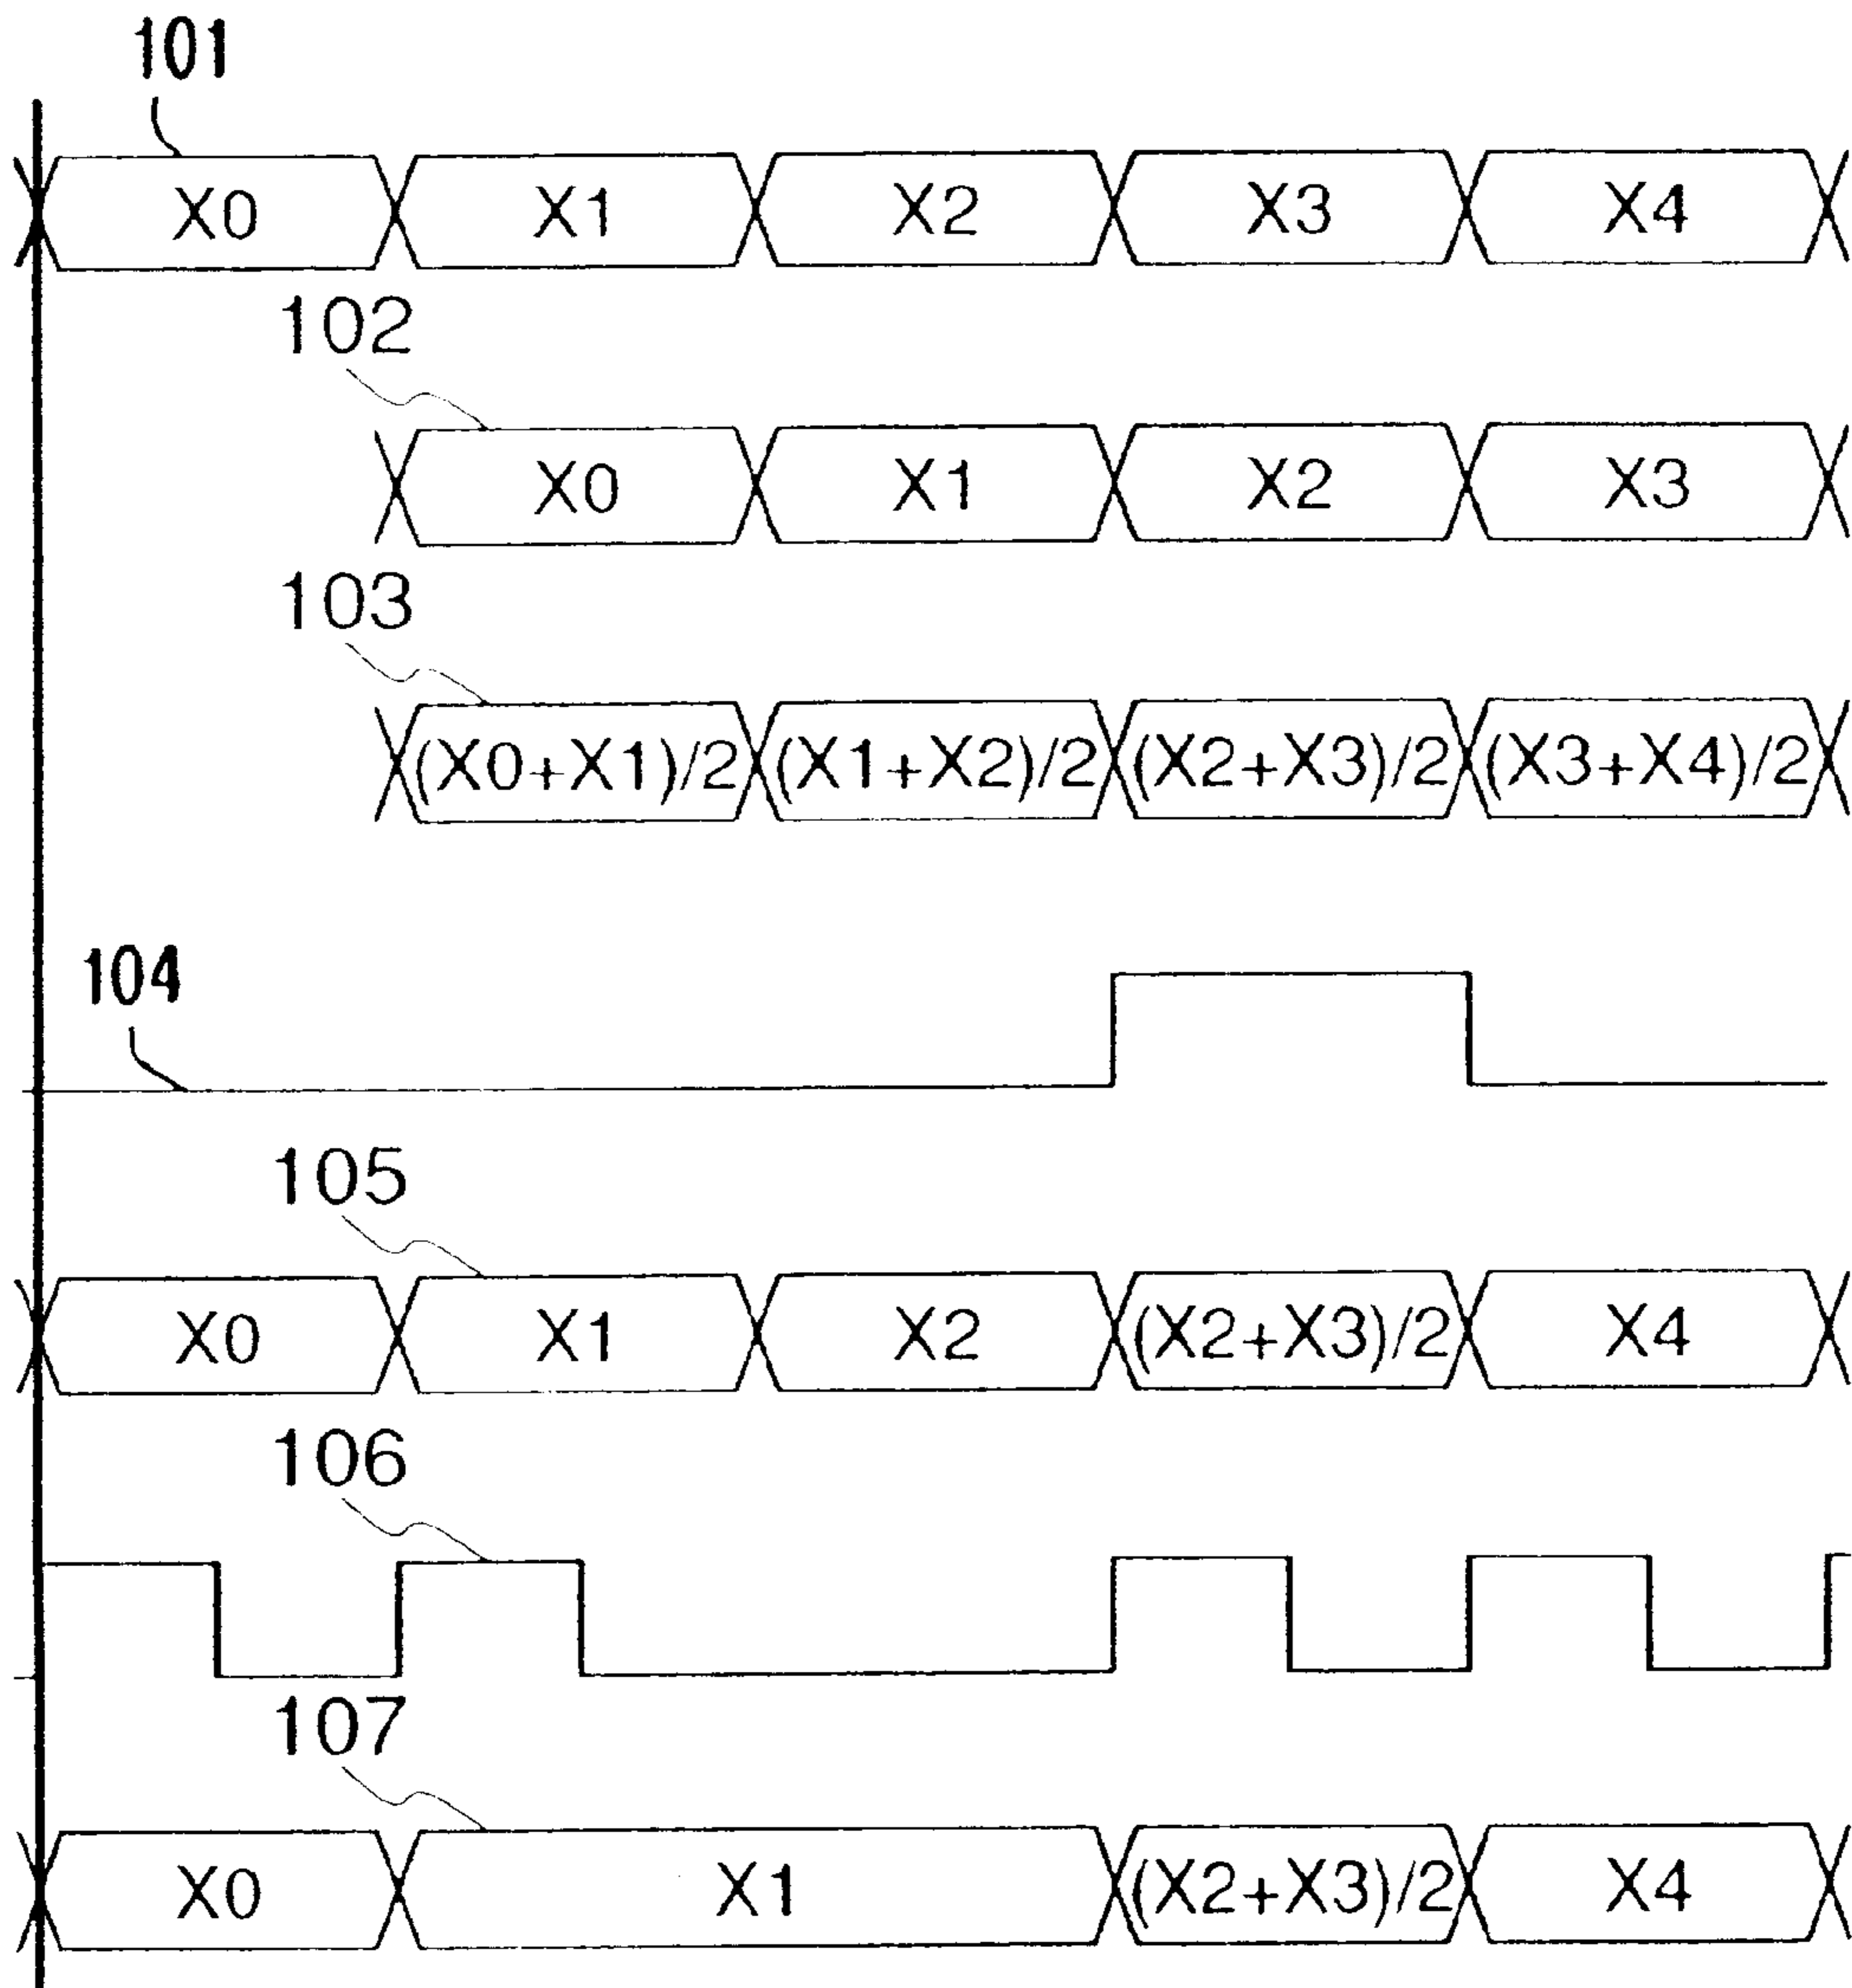 101
X0 X1 X2 X3 X4
102
X0 X1 X2 X3
103
(X0+X1)/2 (X1+X2)/2 (X2+X3)/2 (X3+X4)/2
104
105
X0 X1 X2 (X2+X3)/2 X4
106
107
X0 X1 (X2+X3)/2 X4